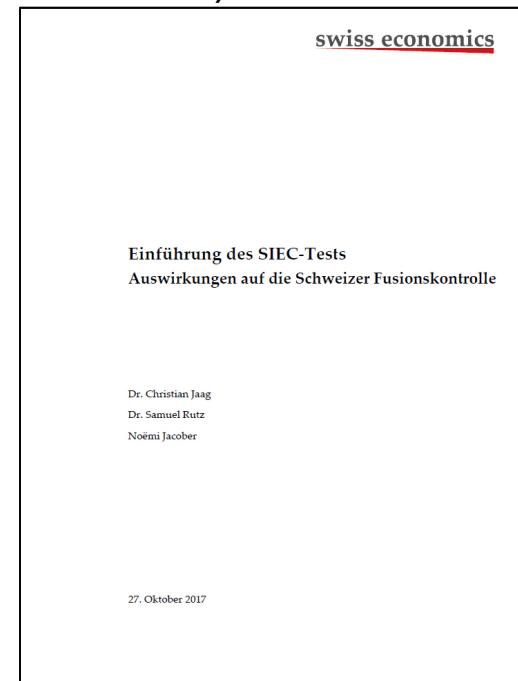 swiss economics
Einführung des SIEC-Tests
Auswirkungen auf die Schweizer Fusionskontrolle
Dr. Christian Jaag
Dr. Samuel Rutz
Noëmi Jacober
27. Oktober 2017